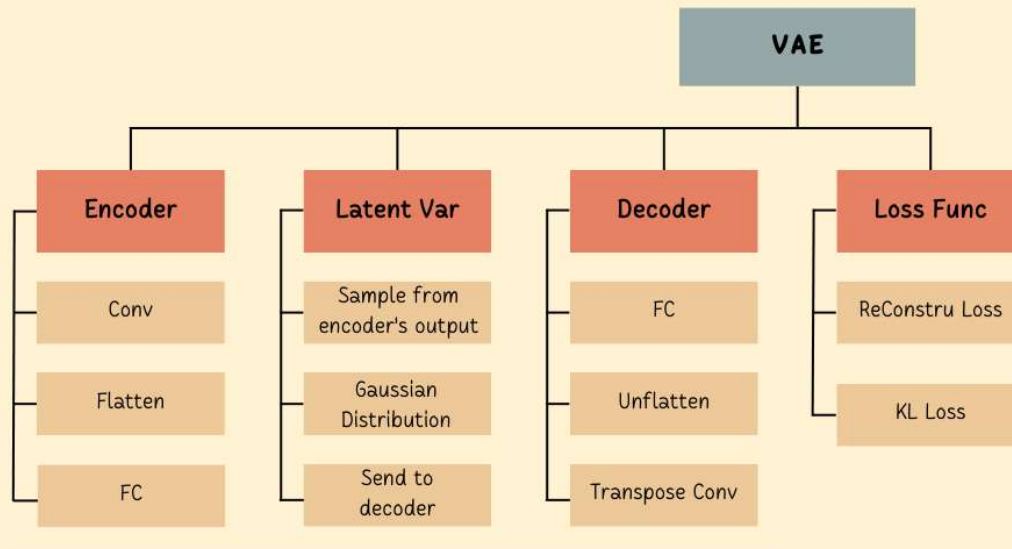 VAE
Encoder
Conv
Flatten
FC
Latent Var
Sample from
encoder's output
Gaussian
Distribution
Send to
decoder
Decoder
FC
Unflatten
Transpose Conv
Loss Func
ReConstru Loss
KL Loss